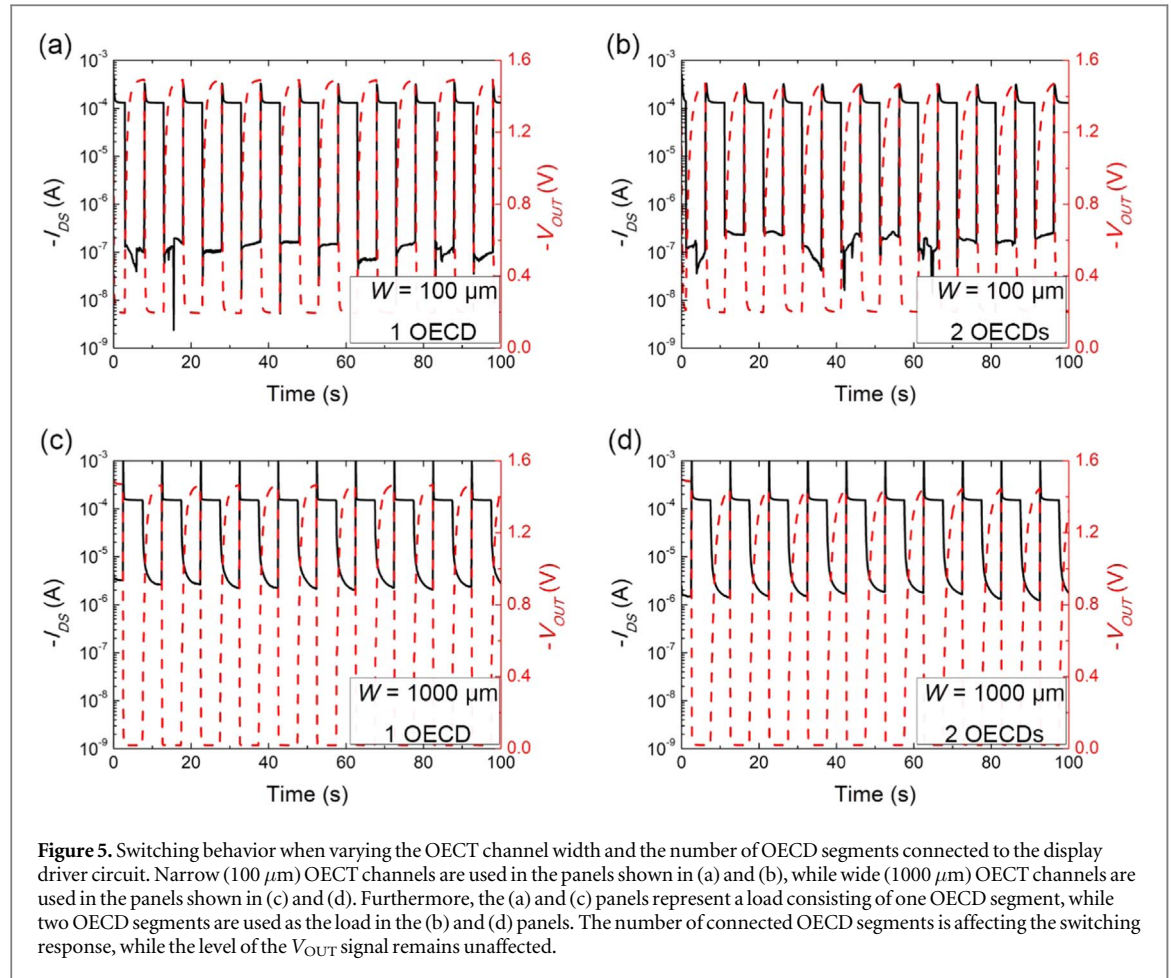 (a)
10⁻³
10⁻⁴
10⁻⁵
10⁻⁶
10⁻⁷
10⁻⁸
10⁻⁹
-I_DS (A)
1.6
1.2
0.8
0.4
0.0
-V_OUT (V)
W = 100 µm
1 OECD
0 20 40 60 80 100
Time (s)
(b)
10⁻³
10⁻⁴
10⁻⁵
10⁻⁶
10⁻⁷
10⁻⁸
10⁻⁹
-I_DS (A)
1.6
1.2
0.8
0.4
0.0
-V_OUT (V)
W = 100 µm
2 OECDs
0 20 40 60 80 100
Time (s)
(c)
10⁻³
10⁻⁴
10⁻⁵
10⁻⁶
10⁻⁷
10⁻⁸
10⁻⁹
-I_DS (A)
1.6
1.2
0.8
0.4
0.0
-V_OUT (V)
W = 1000 µm
1 OECD
0 20 40 60 80 100
Time (s)
(d)
10⁻³
10⁻⁴
10⁻⁵
10⁻⁶
10⁻⁷
10⁻⁸
10⁻⁹
-I_DS (A)
1.6
1.2
0.8
0.4
0.0
-V_OUT (V)
W = 1000 µm
2 OECDs
0 20 40 60 80 100
Time (s)
Figure 5. Switching behavior when varying the OECT channel width and the number of OECD segments connected to the display
driver circuit. Narrow (100 µm) OECT channels are used in the panels shown in (a) and (b), while wide (1000 µm) OECT channels are
used in the panels shown in (c) and (d). Furthermore, the (a) and (c) panels represent a load consisting of one OECD segment, while
two OECD segments are used as the load in the (b) and (d) panels. The number of connected OECD segments is affecting the switching
response, while the level of the V_OUT signal remains unaffected.